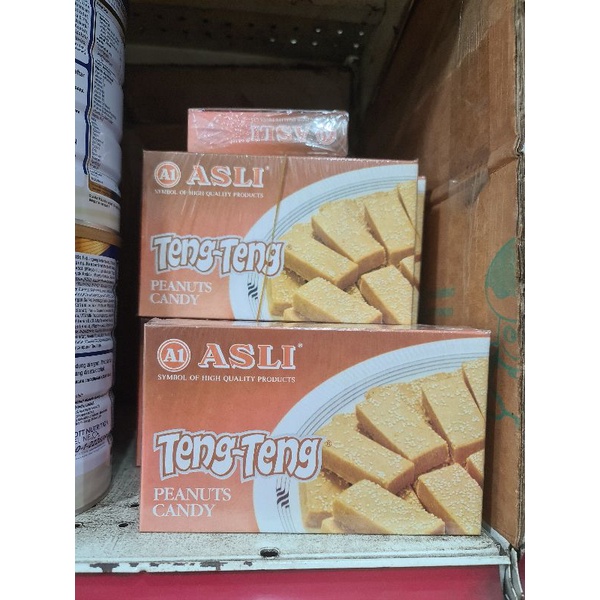 ASLI
A1 ASLI®
SYMBOL OF HIGH QUALITY PRODUCTS
Teng-Teng
PEANUTS
CANDY
A1 ASLI®
SYMBOL OF HIGH QUALITY PRODUCTS
Teng-Teng®
PEANUTS
CANDY